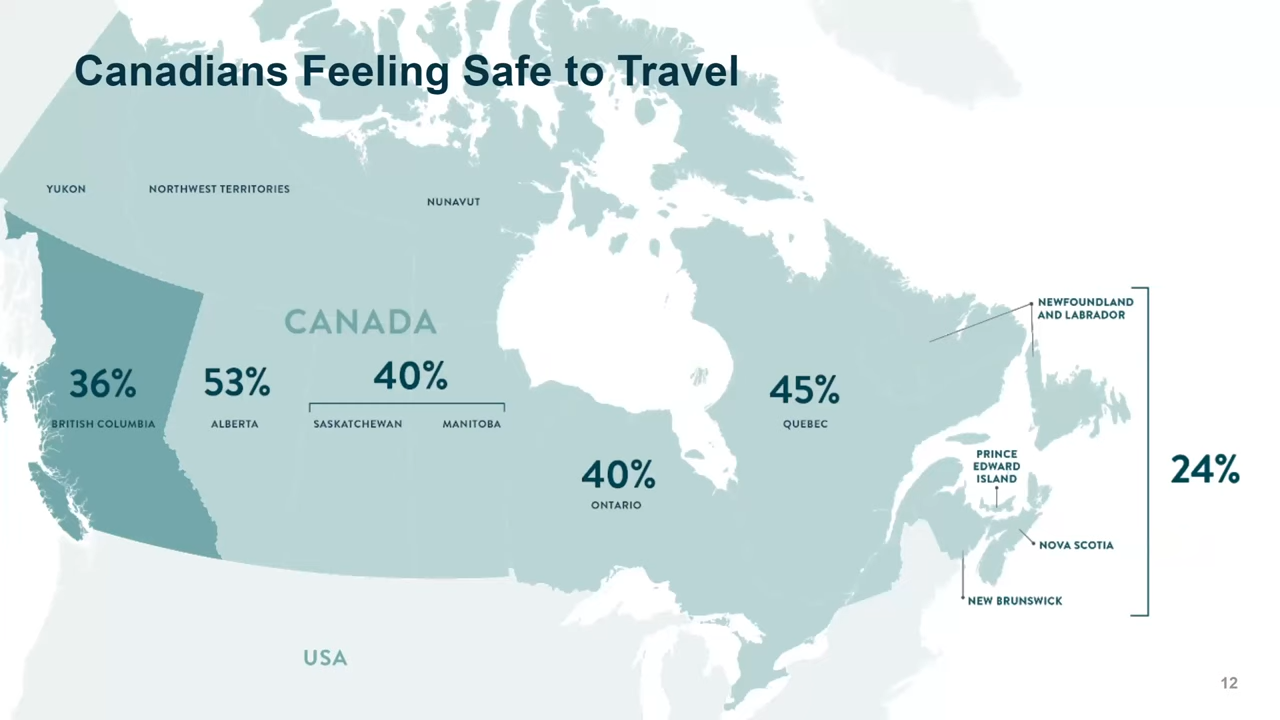 Canadians Feeling Safe to Travel
YUKON
NORTHWEST TERRITORIES
NUNAVUT
CANADA
36%
BRITISH COLUMBIA
53%
ALBERTA
40%
SASKATCHEWAN
MANITOBA
40%
ONTARIO
45%
QUEBEC
NEWFOUNDLAND
AND LABRADOR
PRINCE
EDWARD
ISLAND
NOVA SCOTIA
NEW BRUNSWICK
24%
USA
12